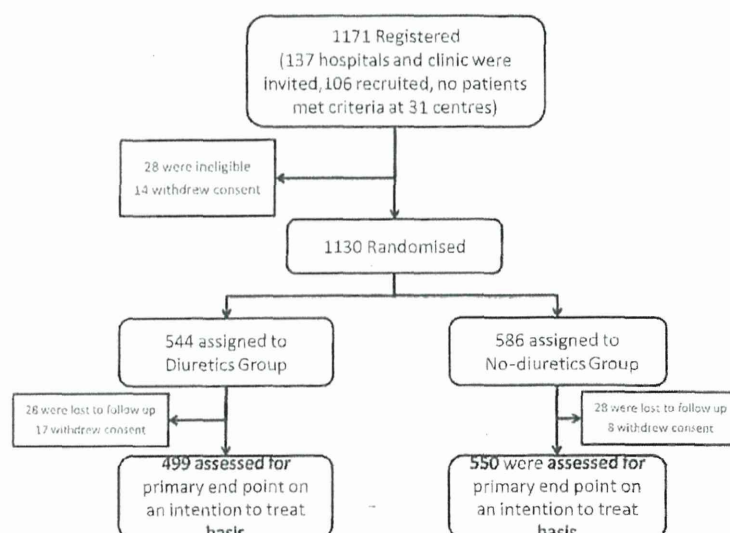 1171 Registered
(137 hospitals and clinic were
invited, 106 recruited, no patients
met criteria at 31 centres)
28 were ineligible
14 withdrew consent
1130 Randomised
544 assigned to
Diuretics Group
586 assigned to
No-diuretics Group
28 were lost to follow up
17 withdrew consent
28 were lost to follow up
8 withdrew consent
499 assessed for
primary end point on
an intention to treat
basis
550 were assessed for
primary end point on
an intention to treat
basis